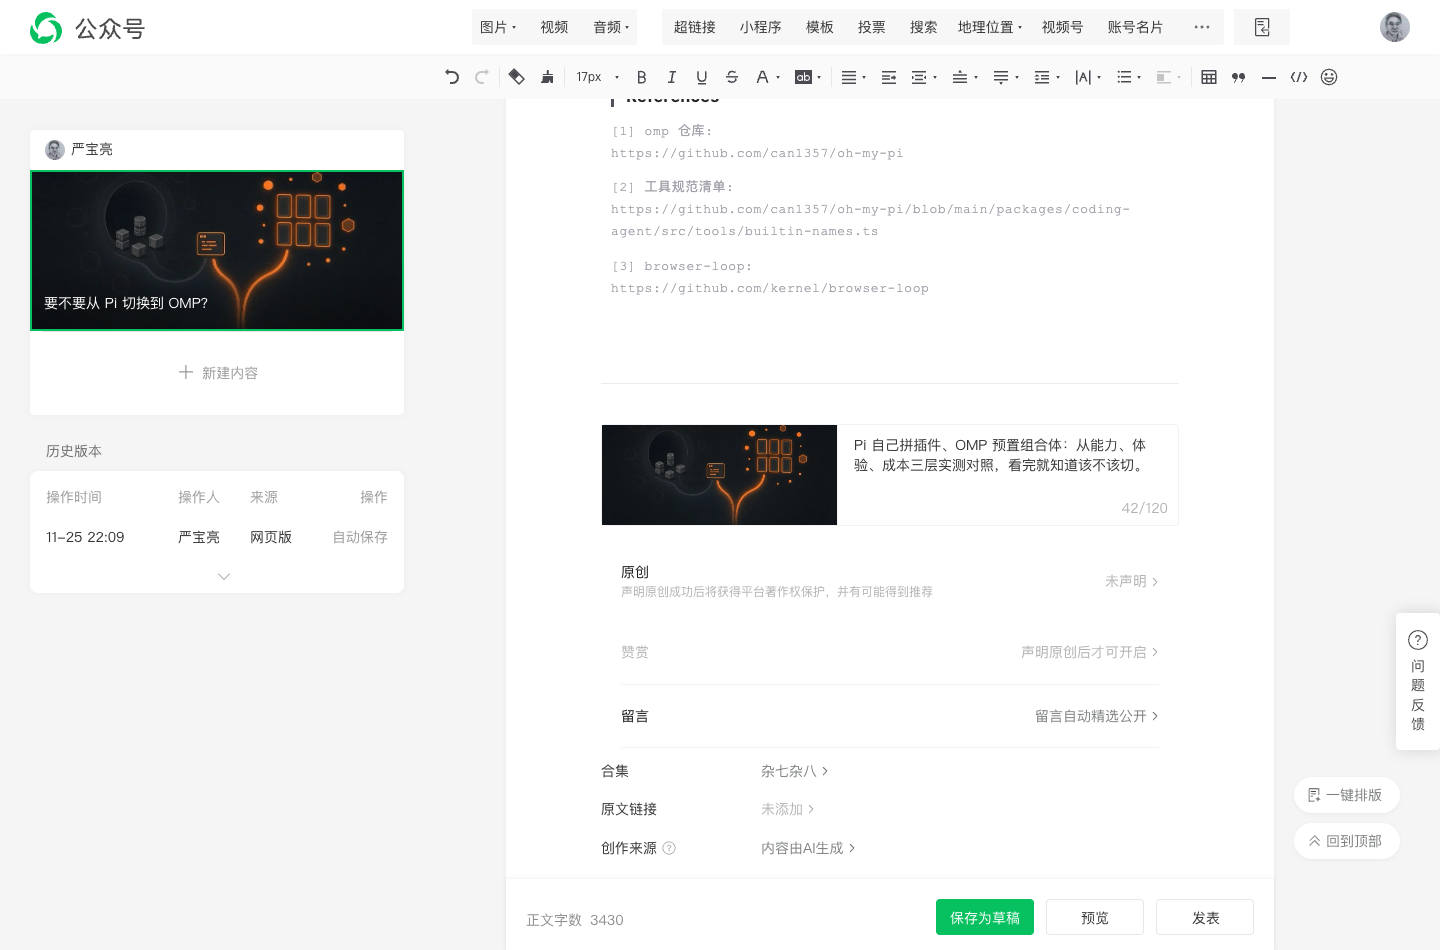 公众号
图片
视频
音频
超链接
小程序
模板
投票
搜索
地理位置
视频号
账号名片
17px
References
[1] omp 仓库:
https://github.com/can1357/oh-my-pi
[2] 工具规范清单:
https://github.com/can1357/oh-my-pi/blob/main/packages/coding-
agent/src/tools/builtin-names.ts
[3] browser-loop:
https://github.com/kernel/browser-loop
严宝亮
要不要从 Pi 切换到 OMP?
新建内容
历史版本
操作时间 操作人 来源 操作
11-25 22:09 严宝亮 网页版 自动保存
Pi 自己拼插件、OMP 预置组合体：从能力、体
验、成本三层实测对照，看完就知道该不该切。
42/120
原创
声明原创成功后将获得平台著作权保护，并有可能得到推荐
未声明
赞赏 声明原创后才可开启
留言 留言自动精选公开
合集 杂七杂八
原文链接 未添加
创作来源 内容由AI生成
问题反馈
一键排版
回到顶部
正文字数 3430
保存为草稿
预览
发表